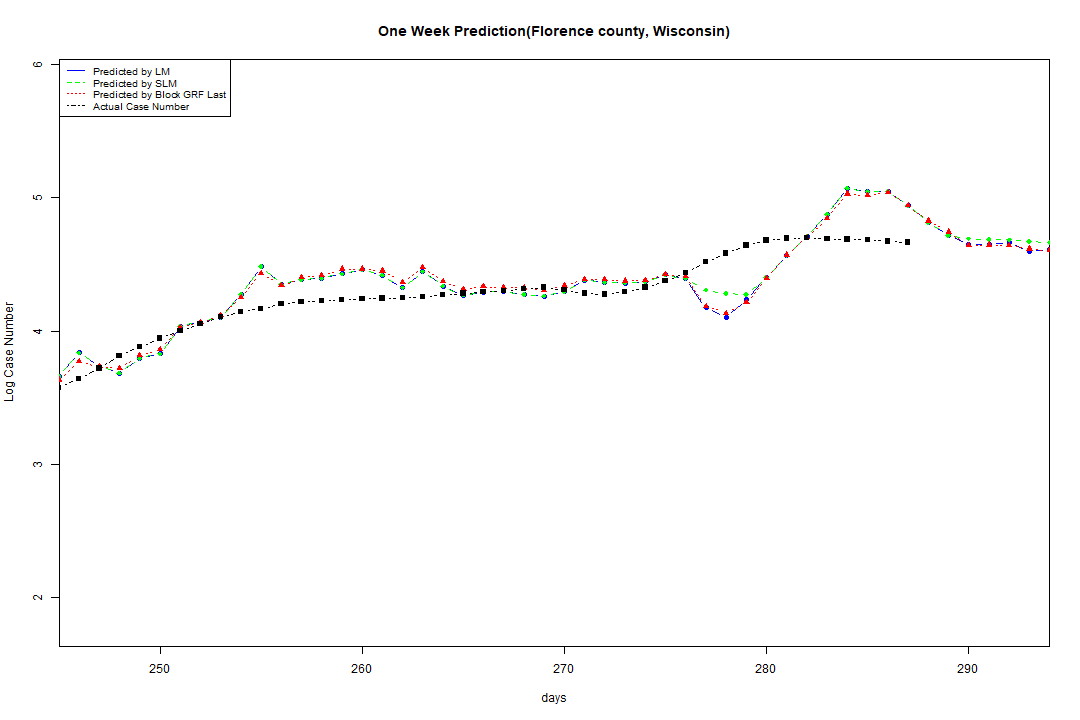 One Week Prediction(Florence county, Wisconsin)
Predicted by LM
Predicted by SLM
Predicted by Block GRF Last
Actual Case Number
6
5
4
3
2
Log Case Number
250 260 270 280 290
days